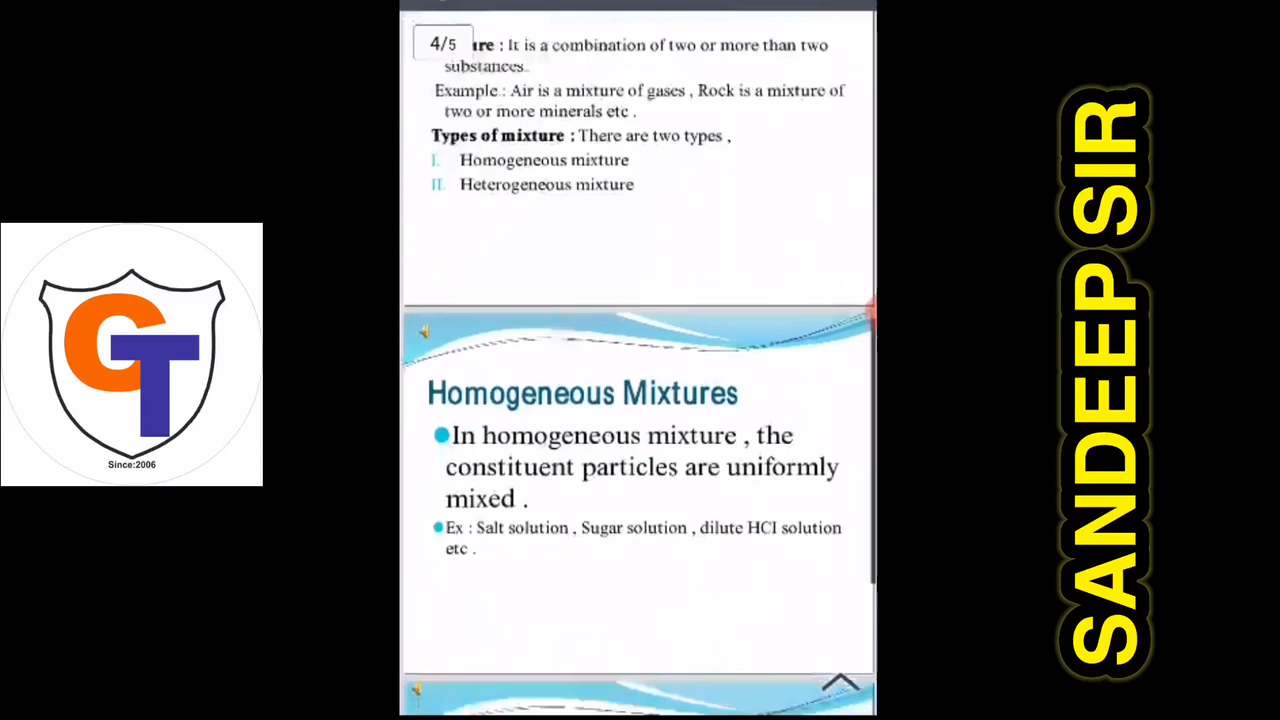 4/5 ure : It is a combination of two or more than two
substances.
Example : Air is a mixture of gases , Rock is a mixture of
two or more minerals etc .
Types of mixture : There are two types ,
I. Homogeneous mixture
II. Heterogeneous mixture
Homogeneous Mixtures
In homogeneous mixture , the
constituent particles are uniformly
mixed .
Ex : Salt solution , Sugar solution , dilute HCl solution
etc .
CT
Since:2006
SANDEEP SIR